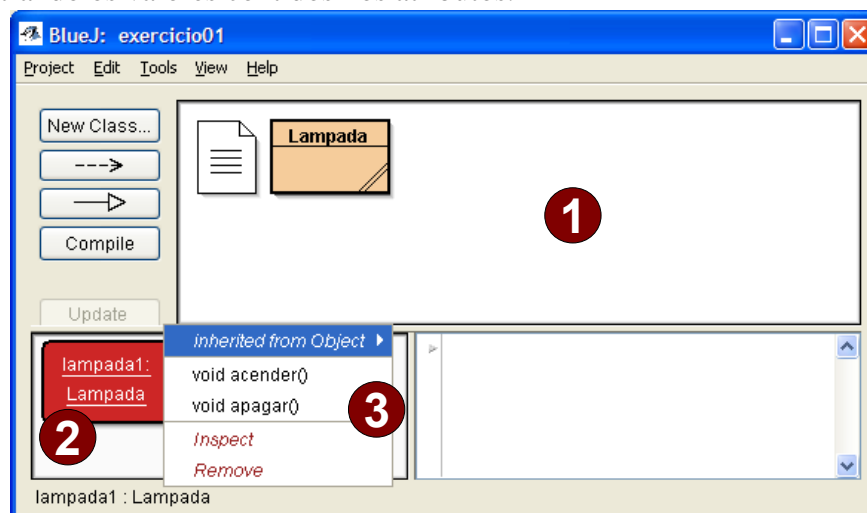 BlueJ: exercicio01
Project Edit Tools View Help
New Class...
Lampada
Compile
1
Update
inherited from Object
lampada1:
Lampada
void acender()
void apagar()
2
3
Inspect
Remove
lampada1 : Lampada